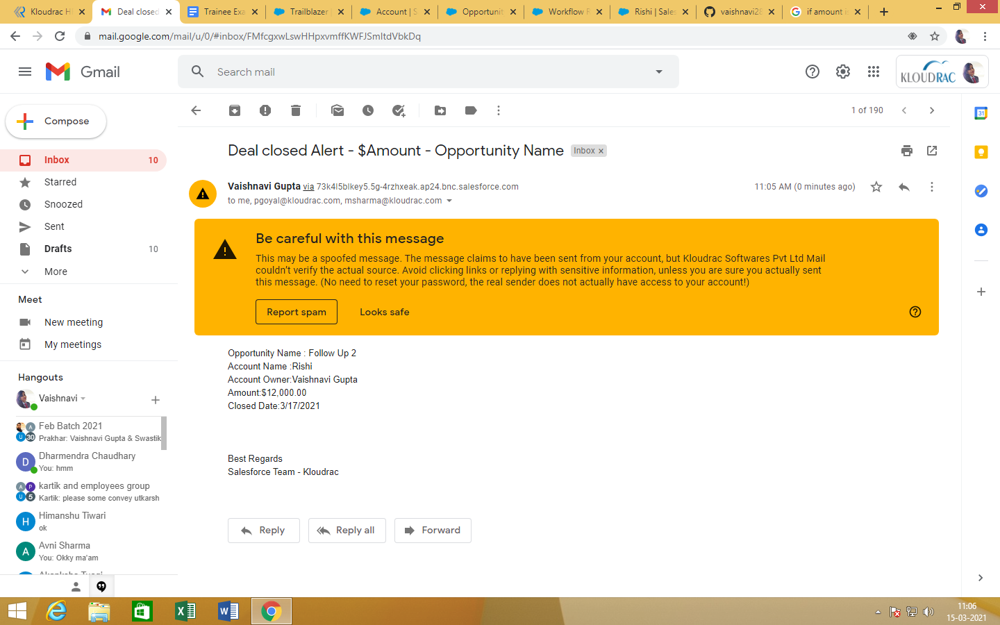 Kloudrac H
Deal closed
Trainee Exa
Trailblazer
Account | S
Opportunit
Workflow R
Rishi | Sales
vaishnavi28
if amount i
mail.google.com/mail/u/0/#inbox/FMfcgxwLswHHpxvmffKWFJSmItdVbkDq
Gmail
Search mail
KLOUDRAC
Compose
1 of 190
31
Inbox 10
Starred
Snoozed
Sent
Drafts 10
More
Meet
New meeting
My meetings
Hangouts
Vaishnavi
Feb Batch 2021
A
U 30
Prakhar: Vaishnavi Gupta & Swastik
D
Dharmendra Chaudhary
You: hmm
A P
U 5
kartik and employees group
Kartik: please some convey utkarsh
H
Himanshu Tiwari
ok
A
Avni Sharma
You: Okky ma'am
Deal closed Alert - $Amount - Opportunity Name Inbox x
Vaishnavi Gupta via 73k4l5blkey5.5g-4rzhxeak.ap24.bnc.salesforce.com
11:05 AM (0 minutes ago)
to me, pgoyal@kloudrac.com, msharma@kloudrac.com
Be careful with this message
This may be a spoofed message. The message claims to have been sent from your account, but Kloudrac Softwares Pvt Ltd Mail
couldn't verify the actual source. Avoid clicking links or replying with sensitive information, unless you are sure you actually sent
this message. (No need to reset your password, the real sender does not actually have access to your account!)
Report spam Looks safe
Opportunity Name : Follow Up 2
Account Name :Rishi
Account Owner:Vaishnavi Gupta
Amount:$12,000.00
Closed Date:3/17/2021
Best Regards
Salesforce Team - Kloudrac
Reply Reply all Forward
11:06
15-03-2021